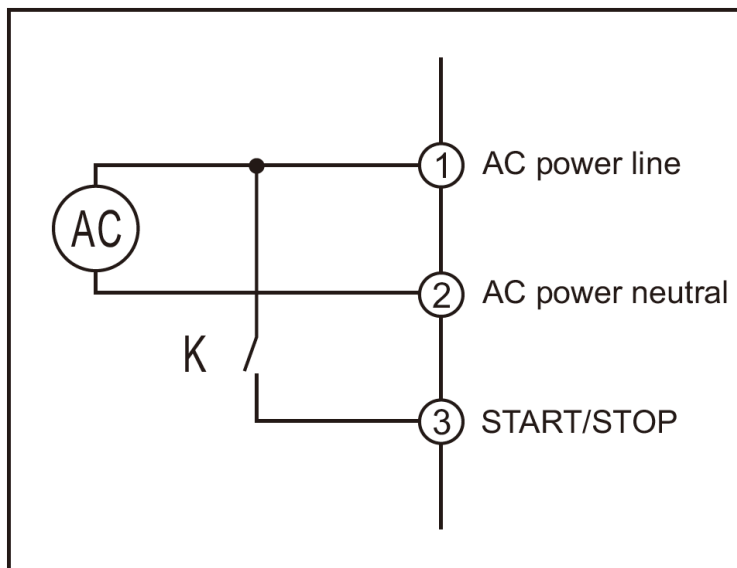 1 AC power line
AC
2 AC power neutral
K
3 START/STOP